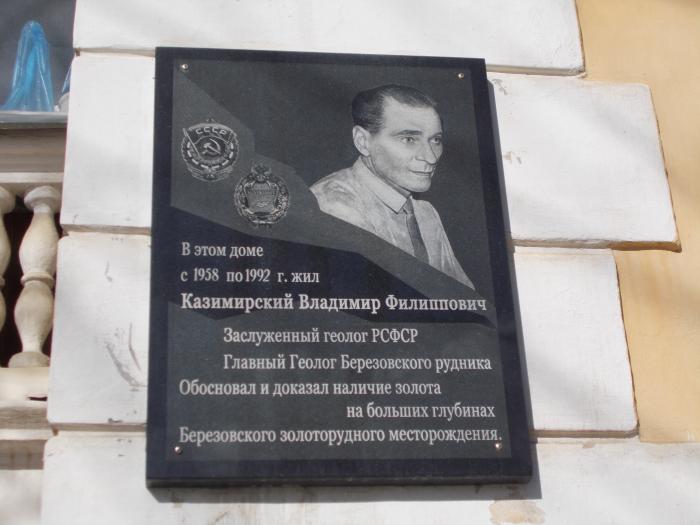 СССР
В этом доме
с 1958 по 1992 г. жил
Казимирский Владимир Филиппович
Заслуженный геолог РСФСР
Главный Геолог Березовского рудника
Обосновал и доказал наличие золота
на больших глубинах
Березовского золоторудного месторождения.